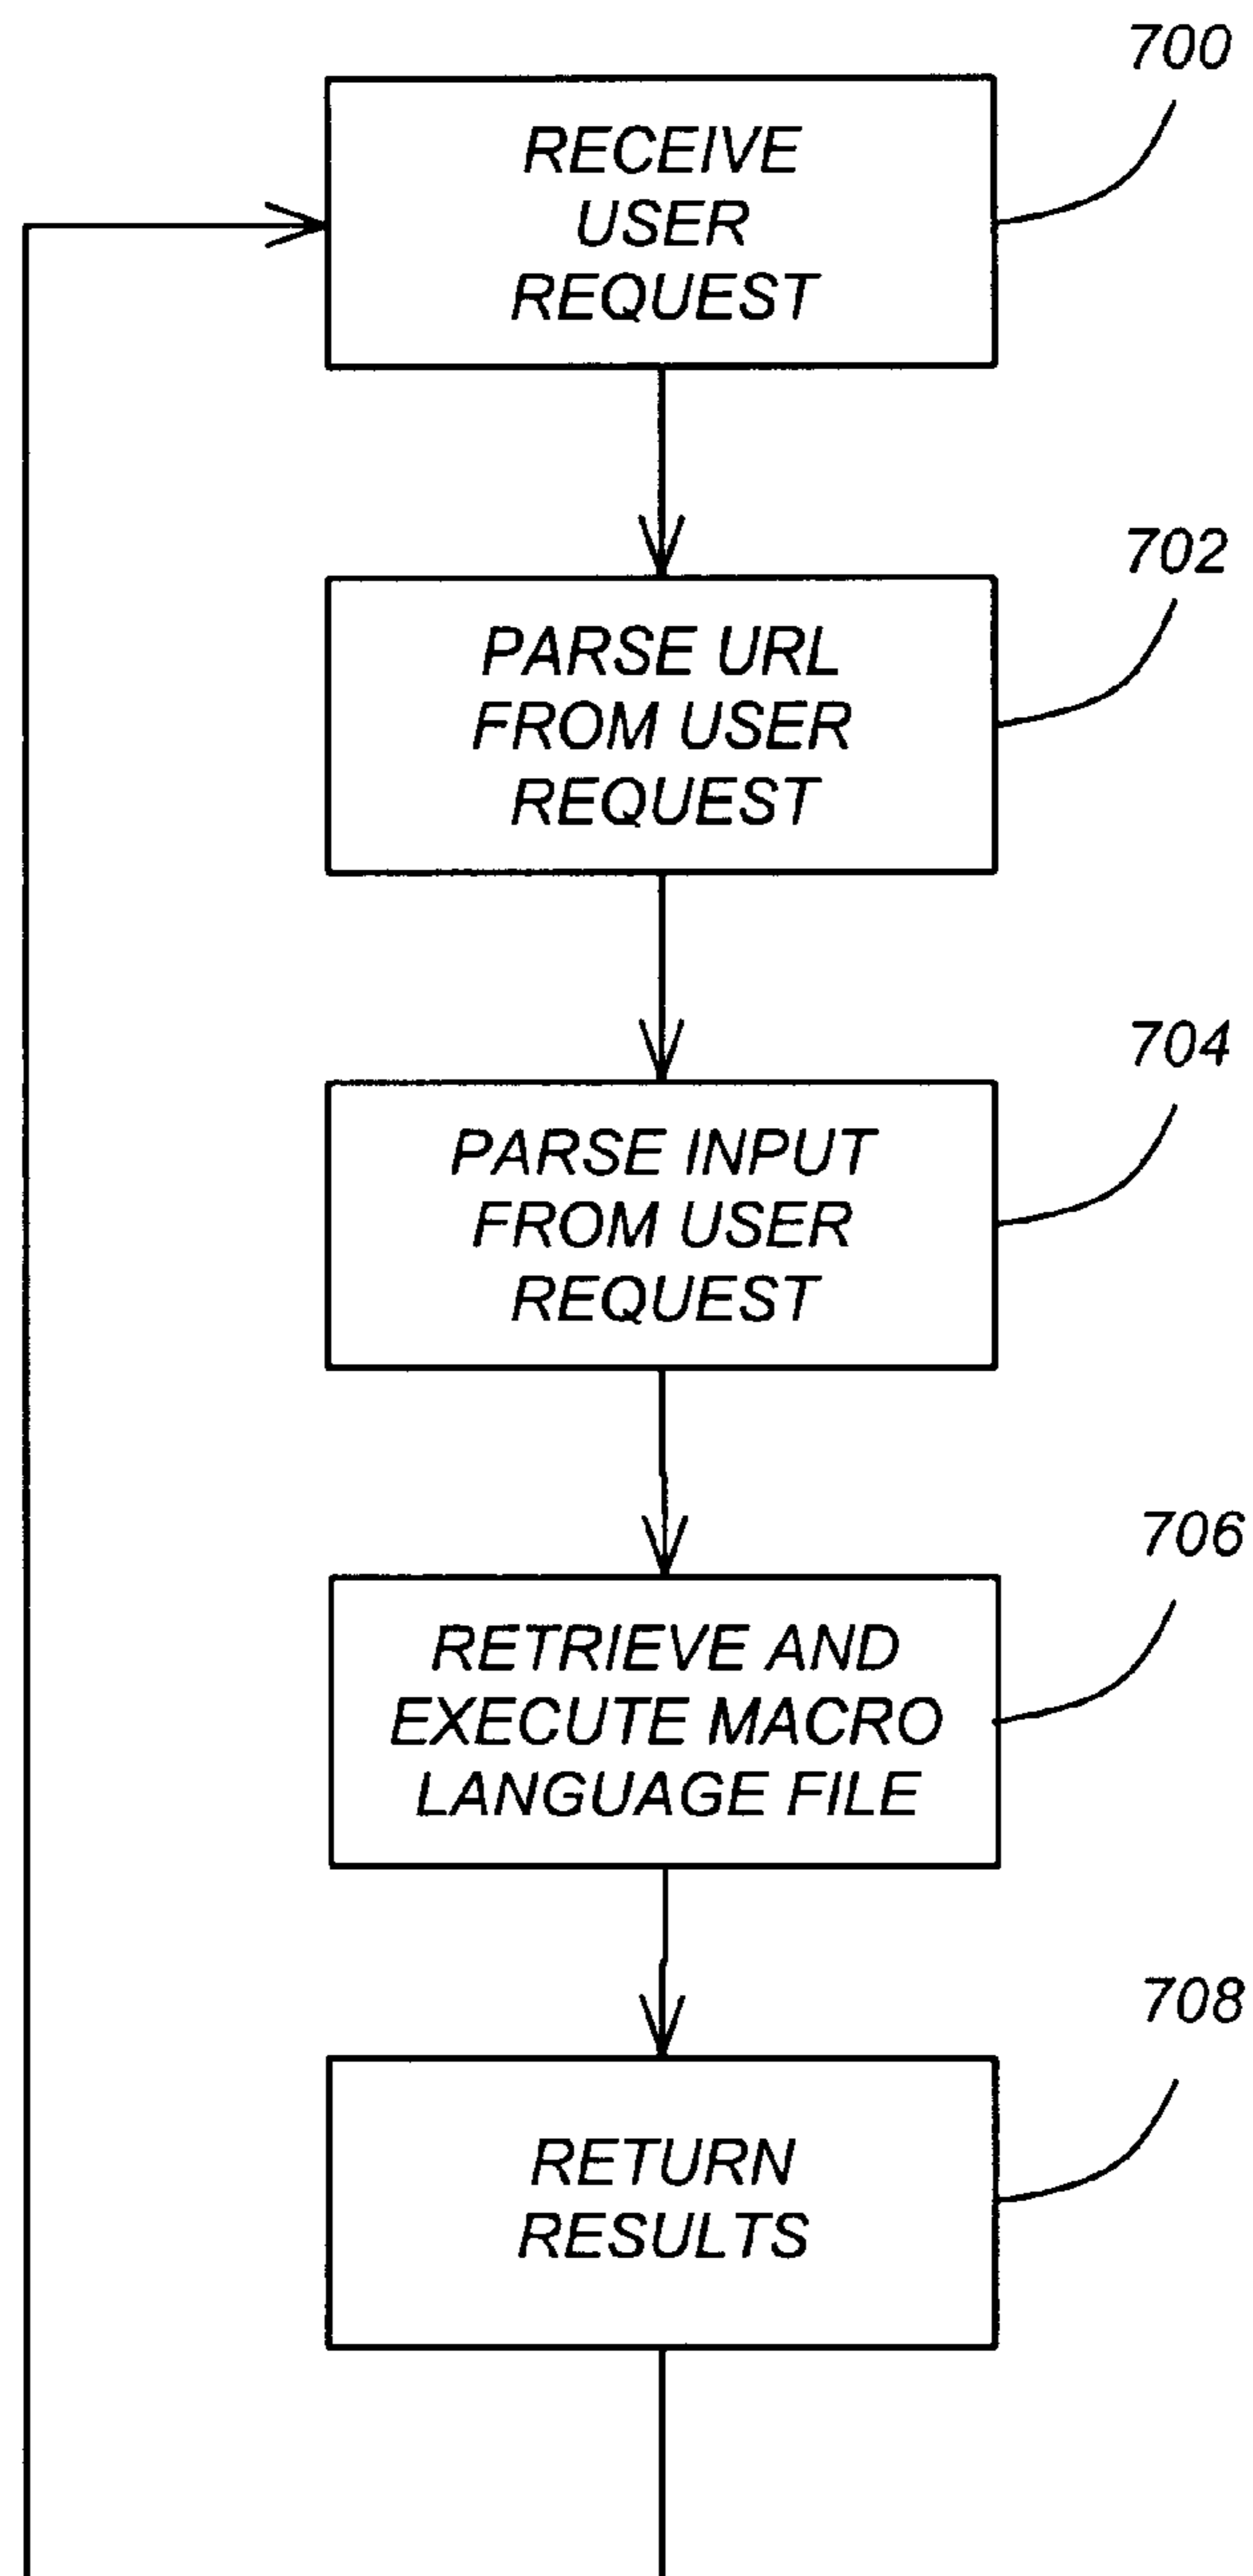 700
RECEIVE
USER
REQUEST
702
PARSE URL
FROM USER
REQUEST
704
PARSE INPUT
FROM USER
REQUEST
706
RETRIEVE AND
EXECUTE MACRO
LANGUAGE FILE
708
RETURN
RESULTS